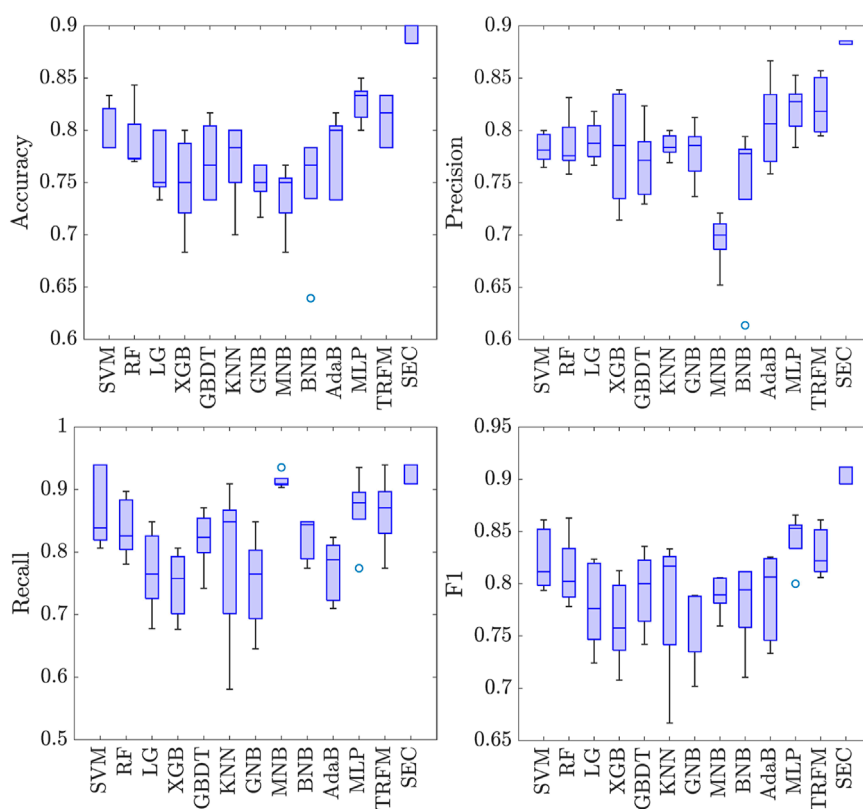 Accuracy
0.9
0.85
0.8
0.75
0.7
0.65
0.6
SVM
RF
LG
XGB
GBDT
KNN
GNB
MNB
BNB
AdaB
MLP
TRFM
SEC
Precision
0.9
0.85
0.8
0.75
0.7
0.65
0.6
SVM
RF
LG
XGB
GBDT
KNN
GNB
MNB
BNB
AdaB
MLP
TRFM
SEC
Recall
1
0.9
0.8
0.7
0.6
0.5
SVM
RF
LG
XGB
GBDT
KNN
GNB
MNB
BNB
AdaB
MLP
TRFM
SEC
F1
0.95
0.9
0.85
0.8
0.75
0.7
0.65
SVM
RF
LG
XGB
GBDT
KNN
GNB
MNB
BNB
AdaB
MLP
TRFM
SEC